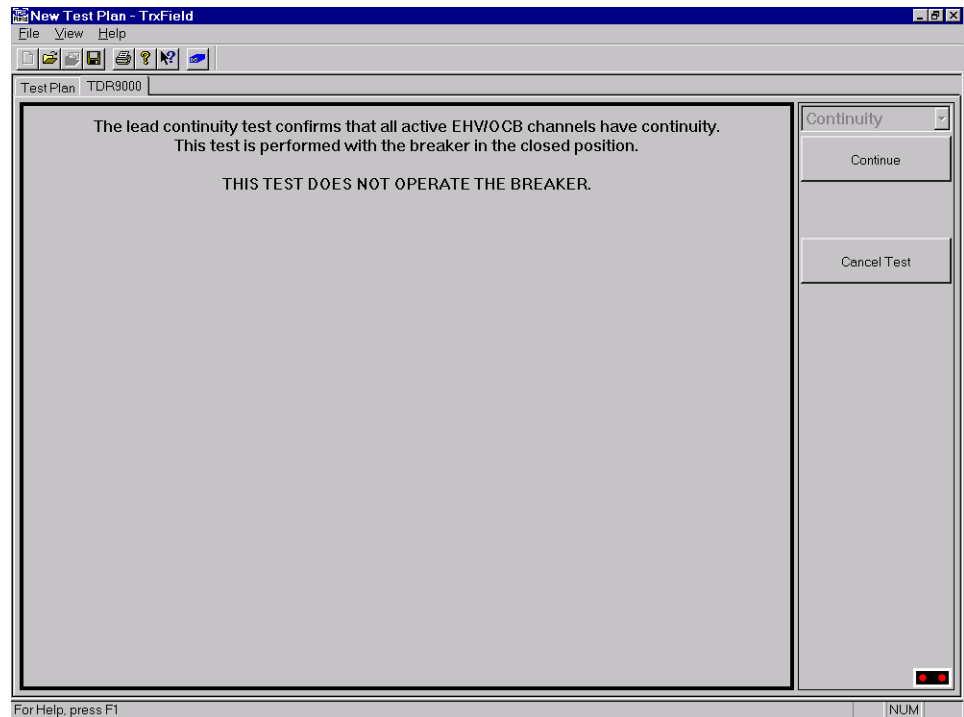 New Test Plan - TrxField
File View Help
Test Plan TDR9000
The lead continuity test confirms that all active EHV/OCB channels have continuity.
This test is performed with the breaker in the closed position.
THIS TEST DOES NOT OPERATE THE BREAKER.
Continuity
Continue
Cancel Test
For Help, press F1
NUM